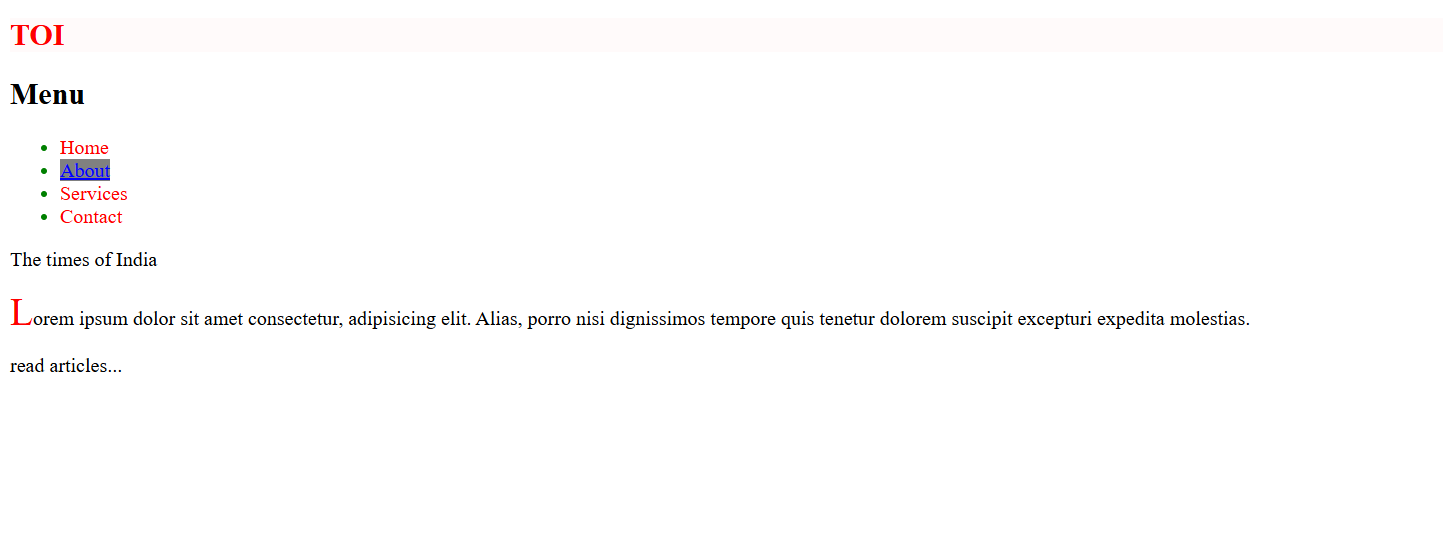 TOI
Menu
Home
About
Services
Contact
The times of India
Lorem ipsum dolor sit amet consectetur, adipisicing elit. Alias, porro nisi dignissimos tempore quis tenetur dolorem suscipit excepturi expedita molestias.
read articles...